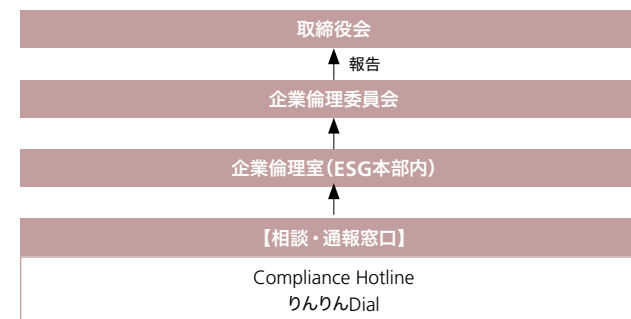 取締役会
報告
企業倫理委員会
企業倫理室（ESG本部内）
【相談・通報窓口】
Compliance Hotline
りんりんDial